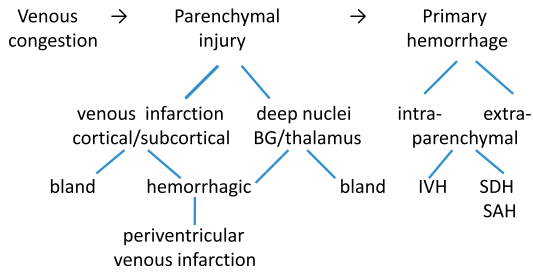 Venous → Parenchymal → Primary
congestion injury hemorrhage
venous infarction deep nuclei intra- extra-
cortical/subcortical BG/thalamus parenchymal
bland hemorrhagic bland IVH SDH
SAH
periventricular
venous infarction